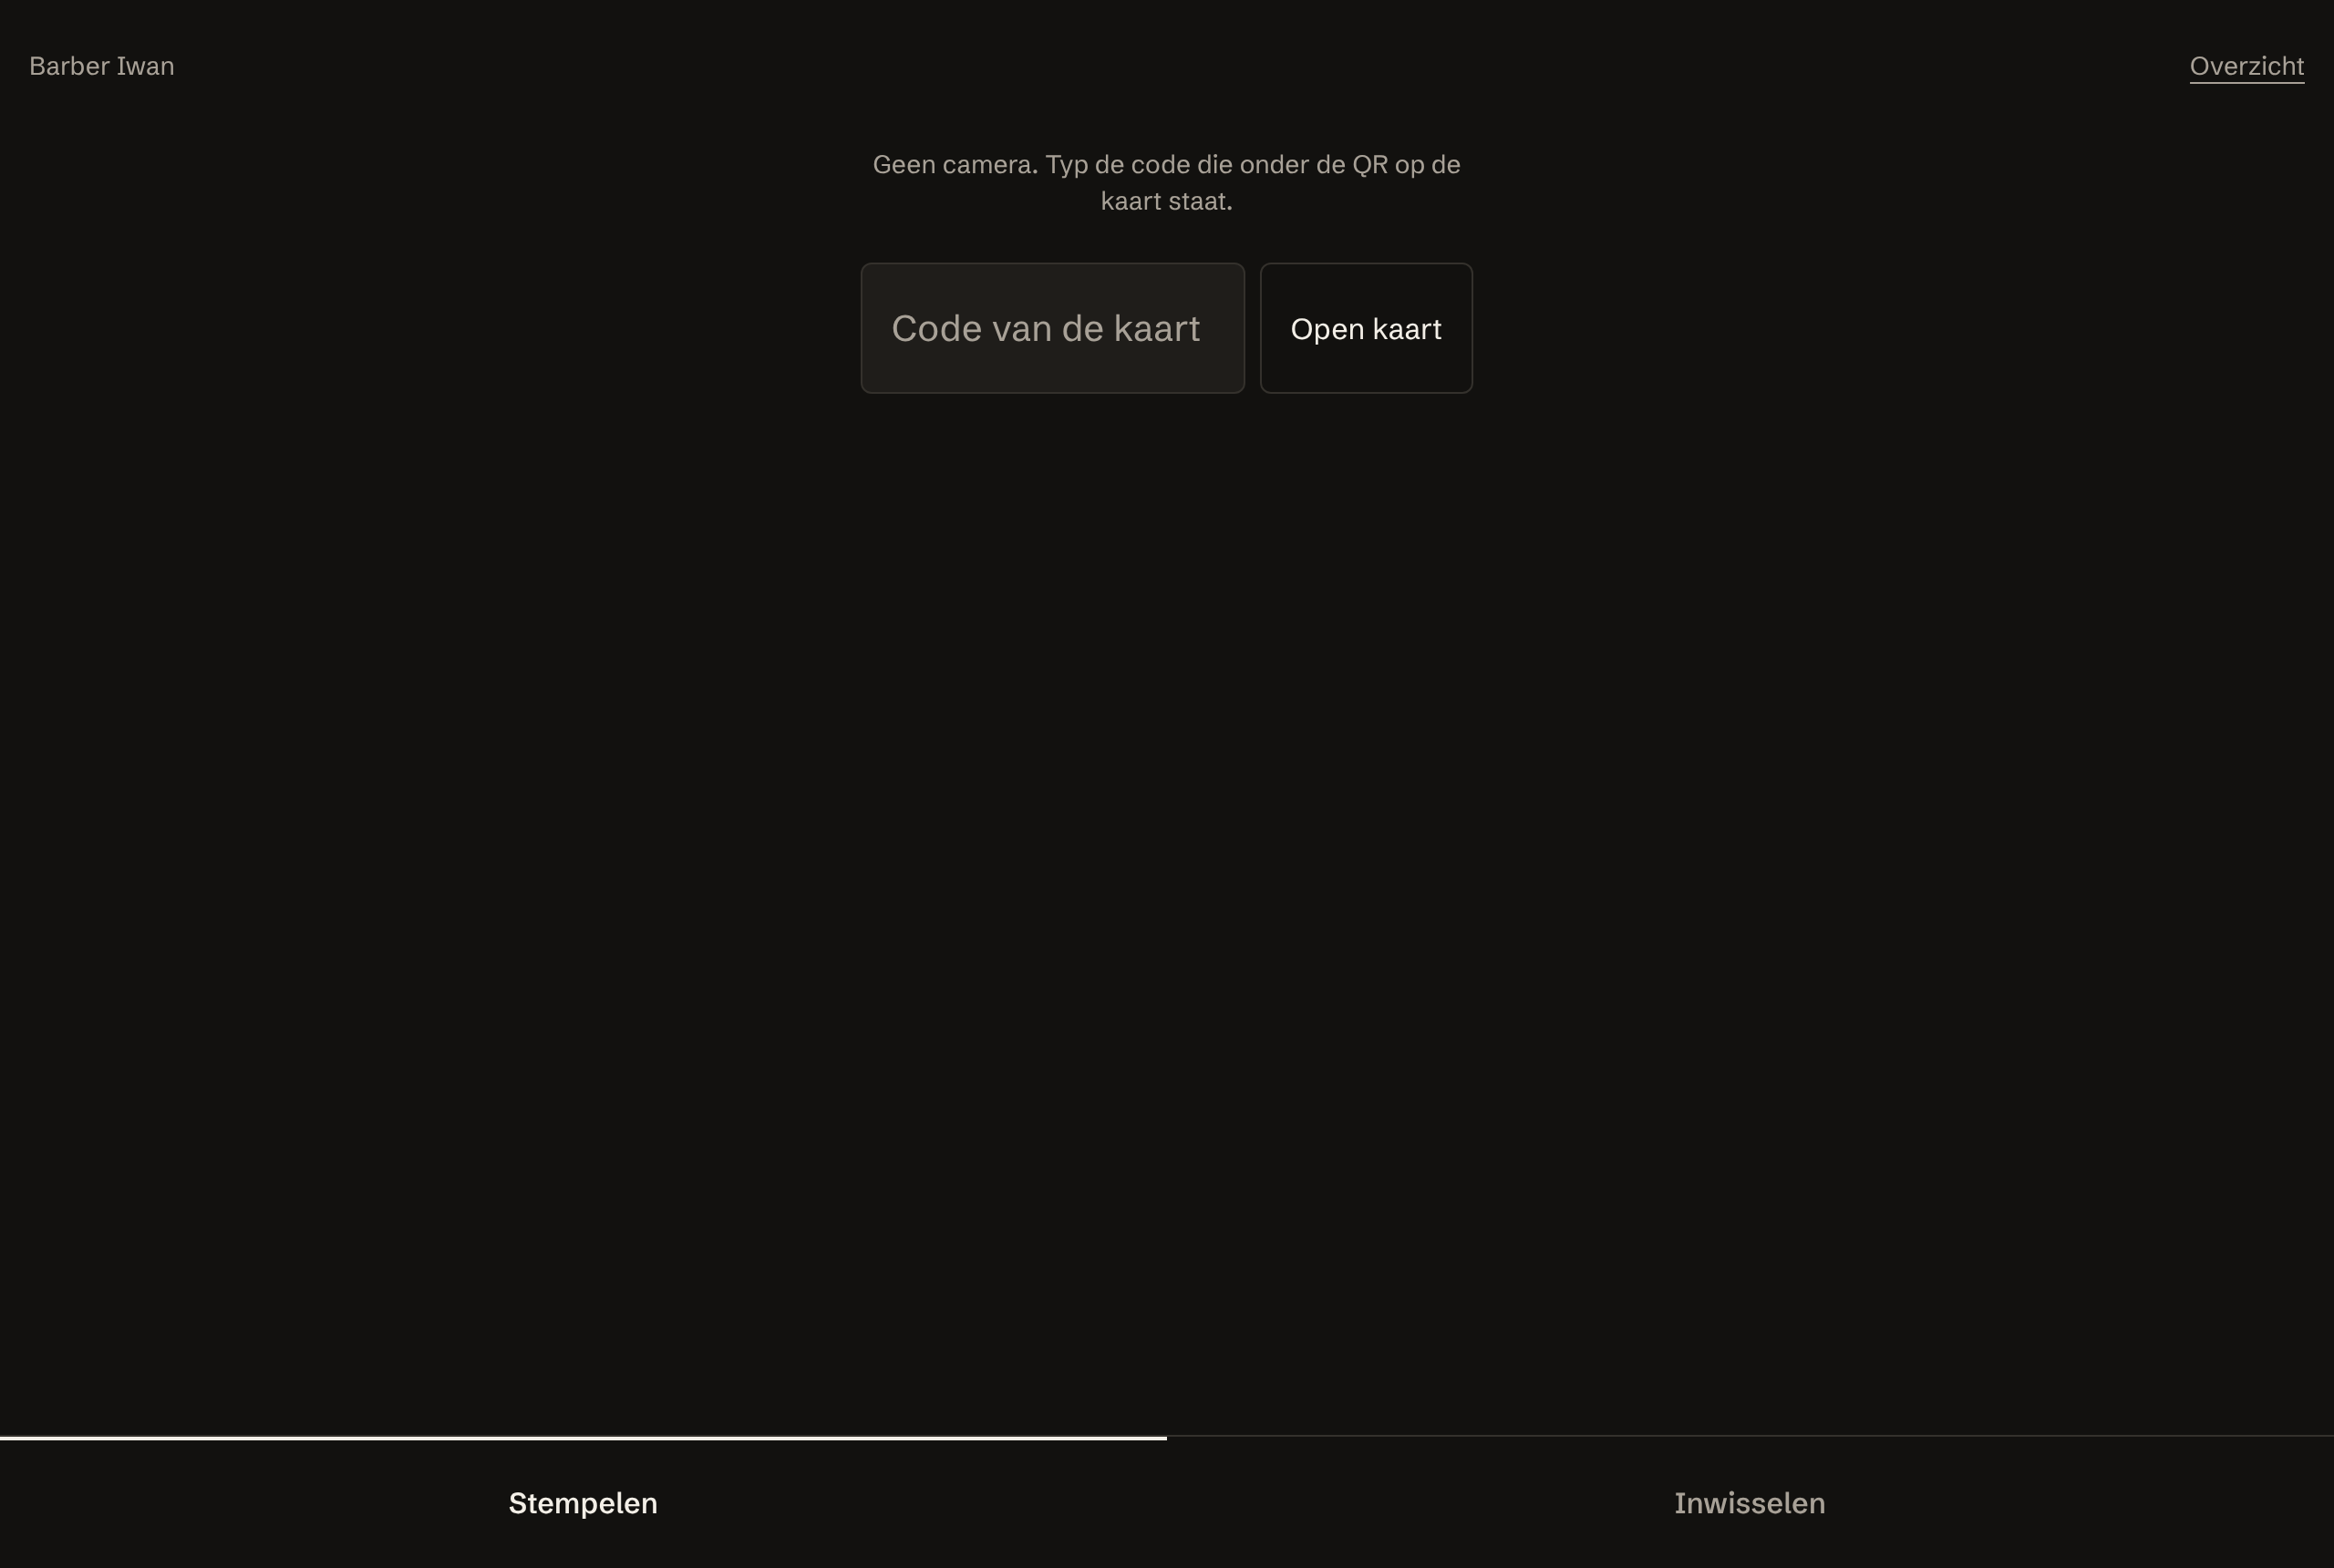 Barber Iwan
Overzicht
Geen camera. Typ de code die onder de QR op de
kaart staat.
Code van de kaart
Open kaart
Stempelen
Inwisselen